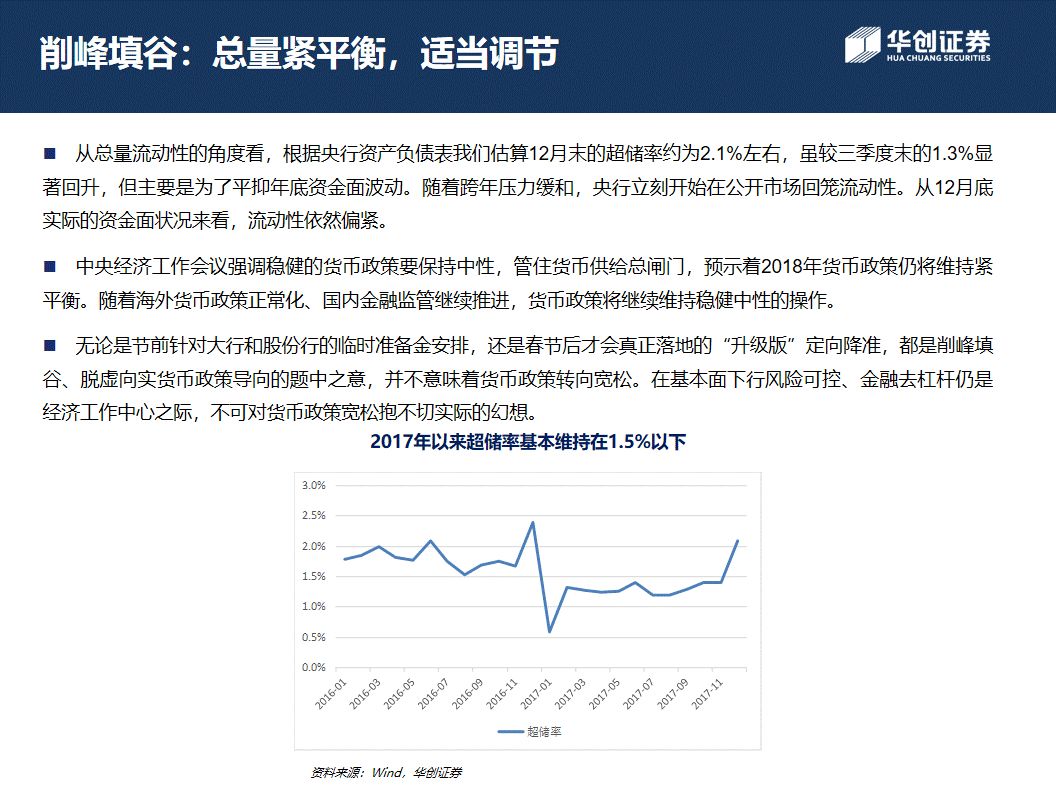 削峰填谷：总量紧平衡，适当调节
华创证券
HUA CHUANG SECURITIES
■ 从总量流动性的角度看，根据央行资产负债表我们估算12月末的超储率约为2.1%左右，虽较三季度末的1.3%显
著回升，但主要是为了平抑年底资金面波动。随着跨年压力缓和，央行立刻开始在公开市场回笼流动性。从12月底
实际的资金面状况来看，流动性依然偏紧。
■ 中央经济工作会议强调稳健的货币政策要保持中性，管住货币供给总闸门，预示着2018年货币政策仍将维持紧
平衡。随着海外货币政策正常化、国内金融监管继续推进，货币政策将继续维持稳健中性的操作。
■ 无论是节前针对大行和股份行的临时准备金安排，还是春节后才会真正落地的“升级版”定向降准，都是削峰填
谷、脱虚向实货币政策导向的题中之意，并不意味着货币政策转向宽松。在基本面下行风险可控、金融去杠杆仍是
经济工作中心之际，不可对货币政策宽松抱不切实际的幻想。
2017年以来超储率基本维持在1.5%以下
3.0%
2.5%
2.0%
1.5%
1.0%
0.5%
0.0%
2016-01
2016-03
2016-05
2016-07
2016-09
2016-11
2017-01
2017-03
2017-05
2017-07
2017-09
2017-11
超储率
资料来源：Wind，华创证券